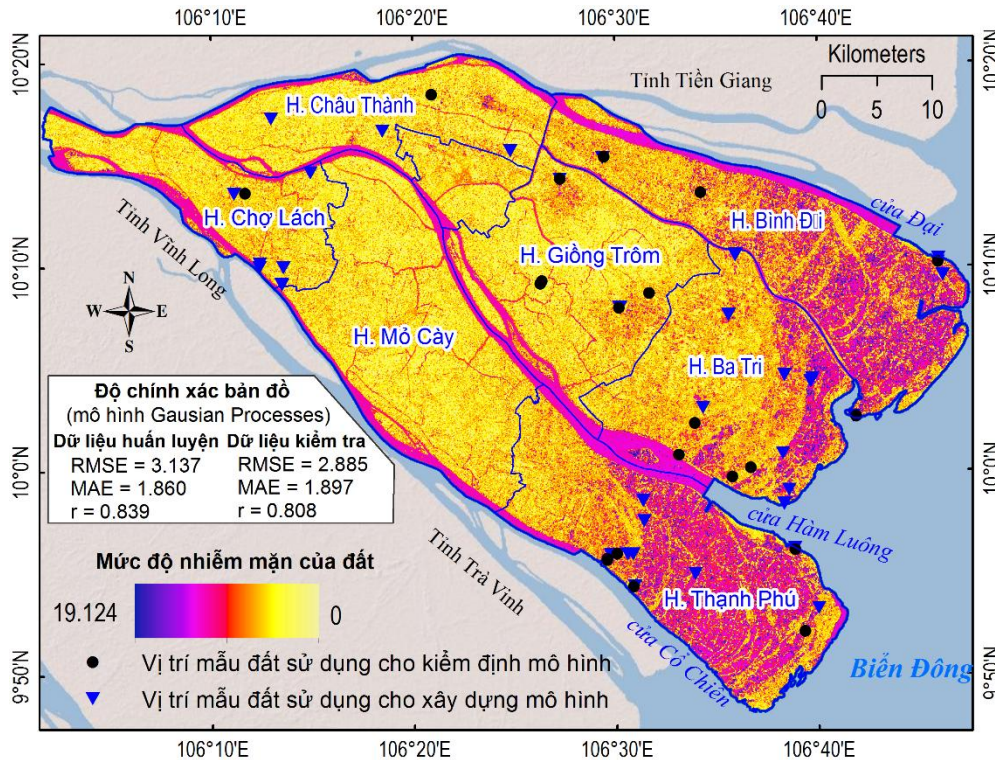 106°10'E 106°20'E 106°30'E 106°40'E
10°20'N
10°20'N
Kilometers
0 5 10
Tỉnh Tiền Giang
H. Châu Thành
H. Chợ Lách
H. Bình Đi
cửa Đại
Tỉnh Vĩnh Long
H. Giồng Trôm
10°10'N
10°10'N
N
W E
S
H. Mỏ Cày
H. Ba Tri
Độ chính xác bản đồ
(mô hình Gausian Processes)
Dữ liệu huấn luyện Dữ liệu kiểm tra
RMSE = 3.137 RMSE = 2.885
MAE = 1.860 MAE = 1.897
r = 0.839 r = 0.808
10°0'N
10°0'N
cửa Hàm Luông
Tỉnh Trà Vinh
Mức độ nhiễm mặn của đất
19.124 0
H. Thạnh Phú
cửa Cổ Chiên
Biển Đông
Vị trí mẫu đất sử dụng cho kiểm định mô hình
Vị trí mẫu đất sử dụng cho xây dựng mô hình
9°50'N
9°50'N
106°10'E 106°20'E 106°30'E 106°40'E